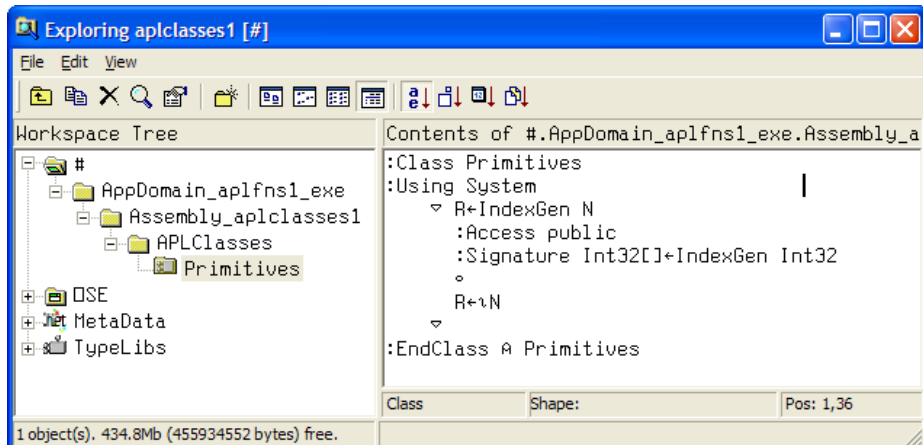 Exploring aplclasses1 [#]
File Edit View
Workspace Tree
#
AppDomain_aplfns1_exe
Assembly_aplclasses1
APLClasses
Primitives
⎕SE
MetaData
TypeLibs
Contents of #.AppDomain_aplfns1_exe.Assembly_a
:Class Primitives
:Using System
∇ R←IndexGen N
:Access public
:Signature Int32[]←IndexGen Int32
∘
R←⍳N
∇
:EndClass ⍝ Primitives
Class Shape: Pos: 1,36
1 object(s). 434.8Mb (455934552 bytes) free.